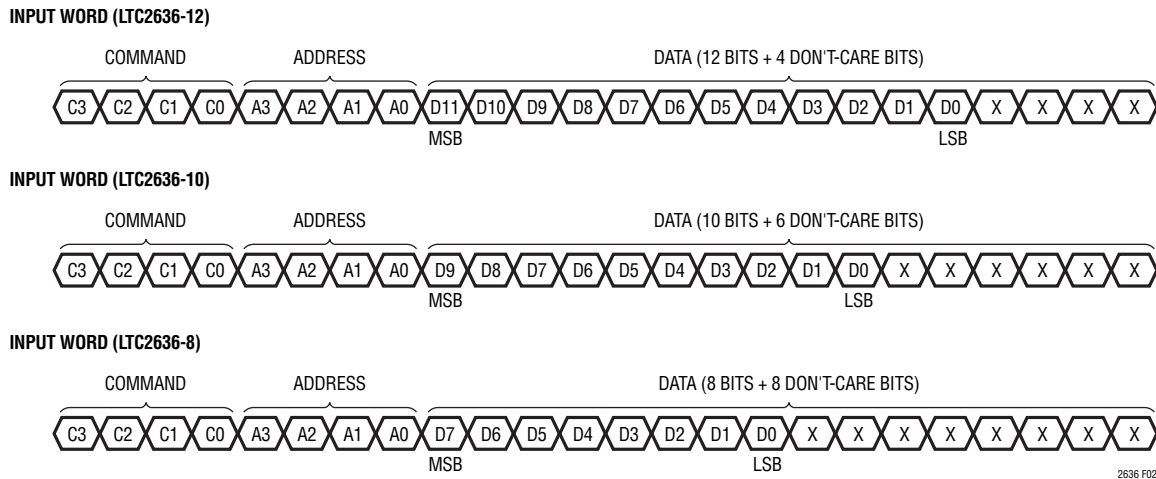 INPUT WORD (LTC2636-12)
COMMAND ADDRESS DATA (12 BITS + 4 DON'T-CARE BITS)
C3 C2 C1 C0 A3 A2 A1 A0 D11 D10 D9 D8 D7 D6 D5 D4 D3 D2 D1 D0 X X X X
MSB LSB
INPUT WORD (LTC2636-10)
COMMAND ADDRESS DATA (10 BITS + 6 DON'T-CARE BITS)
C3 C2 C1 C0 A3 A2 A1 A0 D9 D8 D7 D6 D5 D4 D3 D2 D1 D0 X X X X X X
MSB LSB
INPUT WORD (LTC2636-8)
COMMAND ADDRESS DATA (8 BITS + 8 DON'T-CARE BITS)
C3 C2 C1 C0 A3 A2 A1 A0 D7 D6 D5 D4 D3 D2 D1 D0 X X X X X X X X
MSB LSB
2636 F02